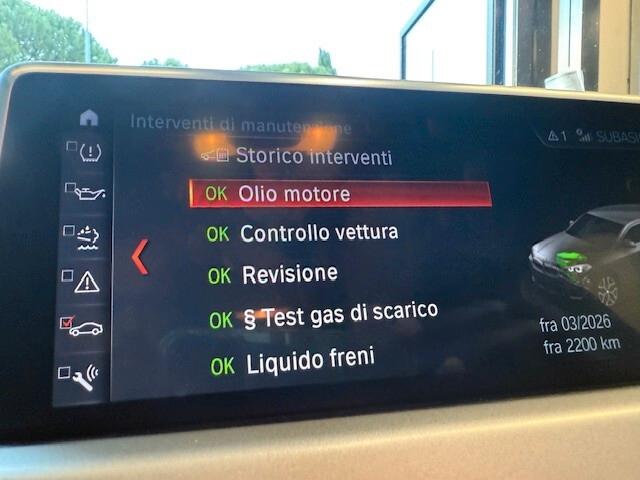 Interventi di manutenzione
1 SUBASI
Storico interventi
OK Olio motore
OK Controllo vettura
OK Revisione
OK § Test gas di scarico
OK Liquido freni
fra 03/2026
fra 2200 km